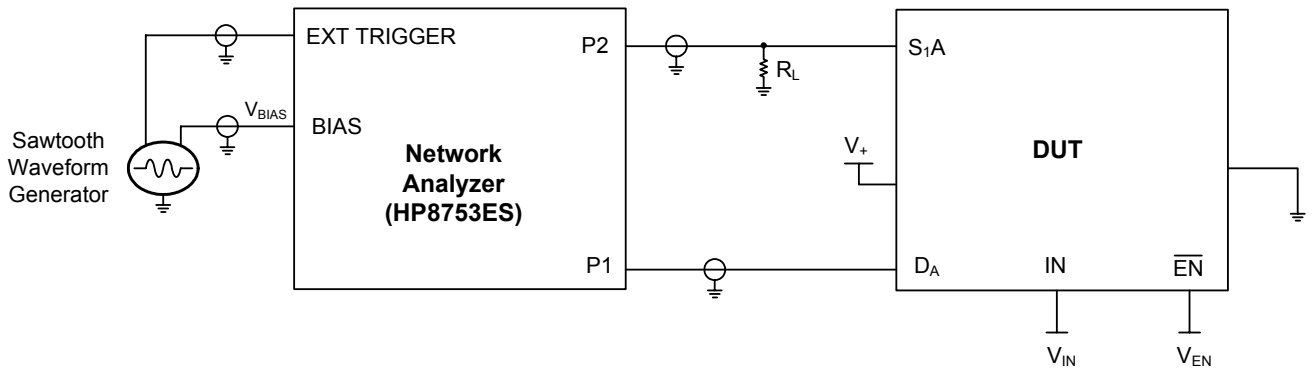 EXT TRIGGER
P2
S₁A
R_L
V_BIAS
BIAS
Sawtooth
Waveform
Generator
Network
Analyzer
(HP8753ES)
V₊
DUT
P1
D_A
IN
E̅N̅
V_IN
V_EN